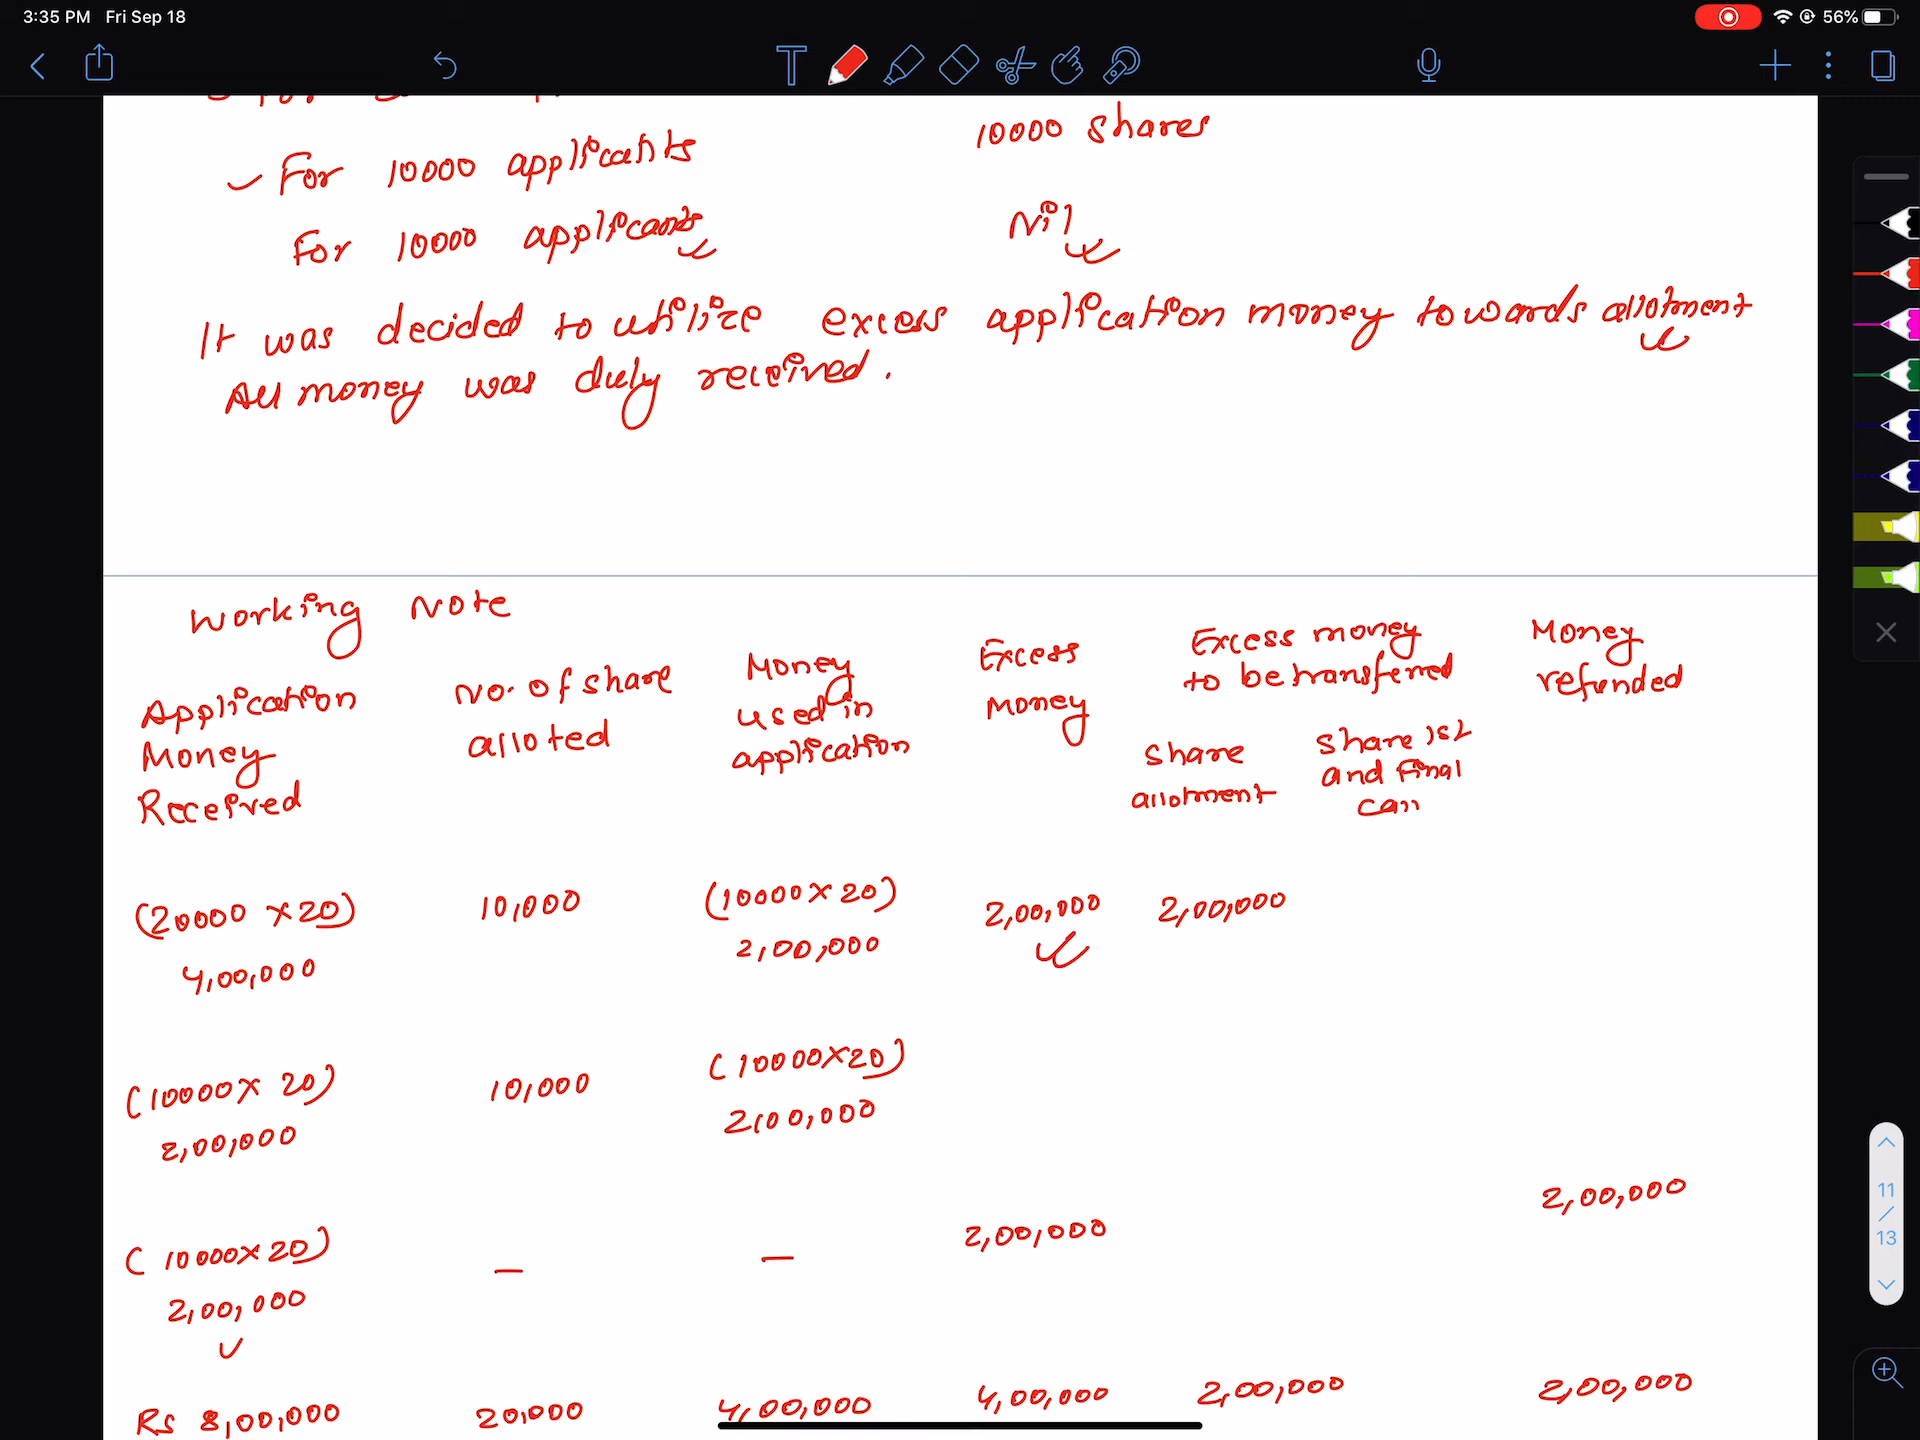 3:35 PM Fri Sep 18
56%
10000 shares
For 10000 applicants
For 10000 applicants
Nil
It was decided to utilize excess application money towards allotment
All money was duly received.
Working Note
Application
Money
Received
No. of share
alloted
Money
used in
application
Excess
Money
Excess money
to be transferred
Share
allotment
Share 1st
and final
call
Money
refunded
(20000 x 20)
4,00,000
10,000
(10000 x 20)
2,00,000
2,00,000
2,00,000
(10000 x 20)
2,00,000
10,000
(10000 x 20)
2,00,000
(10000 x 20)
2,00,000
—
—
2,00,000
2,00,000
Rs 8,00,000
20,000
4,00,000
4,00,000
2,00,000
2,00,000
11
/
13